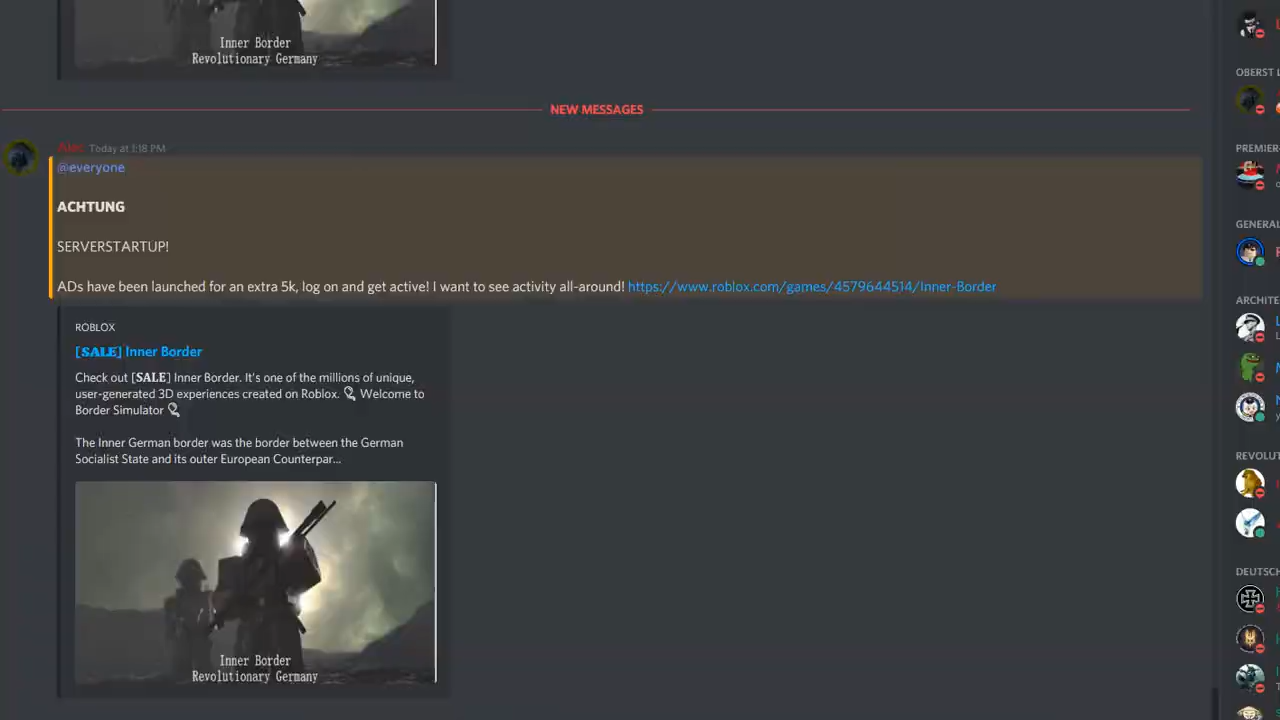 Inner Border
Revolutionary Germany
NEW MESSAGES
Today at 1:18 PM
@everyone
ACHTUNG
SERVERSTARTUP!
ADs have been launched for an extra 5k, log on and get active! I want to see activity all-around! https://www.roblox.com/games/4579644514/Inner-Border
ROBLOX
[SALE] Inner Border
Check out [SALE] Inner Border. It's one of the millions of unique,
user-generated 3D experiences created on Roblox. Welcome to
Border Simulator
The Inner German border was the border between the German
Socialist State and its outer European Counterpar...
Inner Border
Revolutionary Germany
OBERST L
PREMIER-
GENERAL
ARCHITE
REVOLUT
DEUTSCH